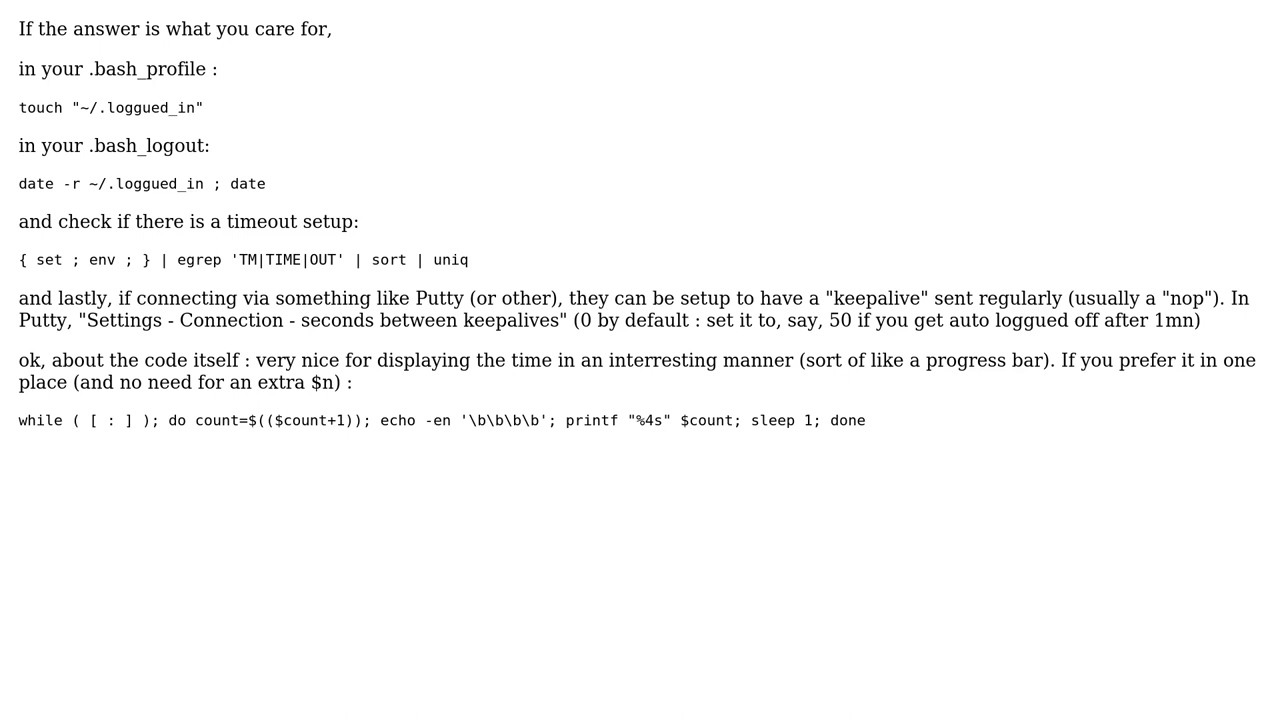 If the answer is what you care for,
in your .bash_profile :
touch "~/.loggued_in"
in your .bash_logout:
date -r ~/.loggued_in ; date
and check if there is a timeout setup:
{ set ; env ; } | egrep 'TM|TIME|OUT' | sort | uniq
and lastly, if connecting via something like Putty (or other), they can be setup to have a "keepalive" sent regularly (usually a "nop"). In
Putty, "Settings - Connection - seconds between keepalives" (0 by default : set it to, say, 50 if you get auto loggued off after 1mn)
ok, about the code itself : very nice for displaying the time in an interresting manner (sort of like a progress bar). If you prefer it in one
place (and no need for an extra $n) :
while ( [ : ] ); do count=$(($count+1)); echo -en '\b\b\b\b'; printf "%4s" $count; sleep 1; done